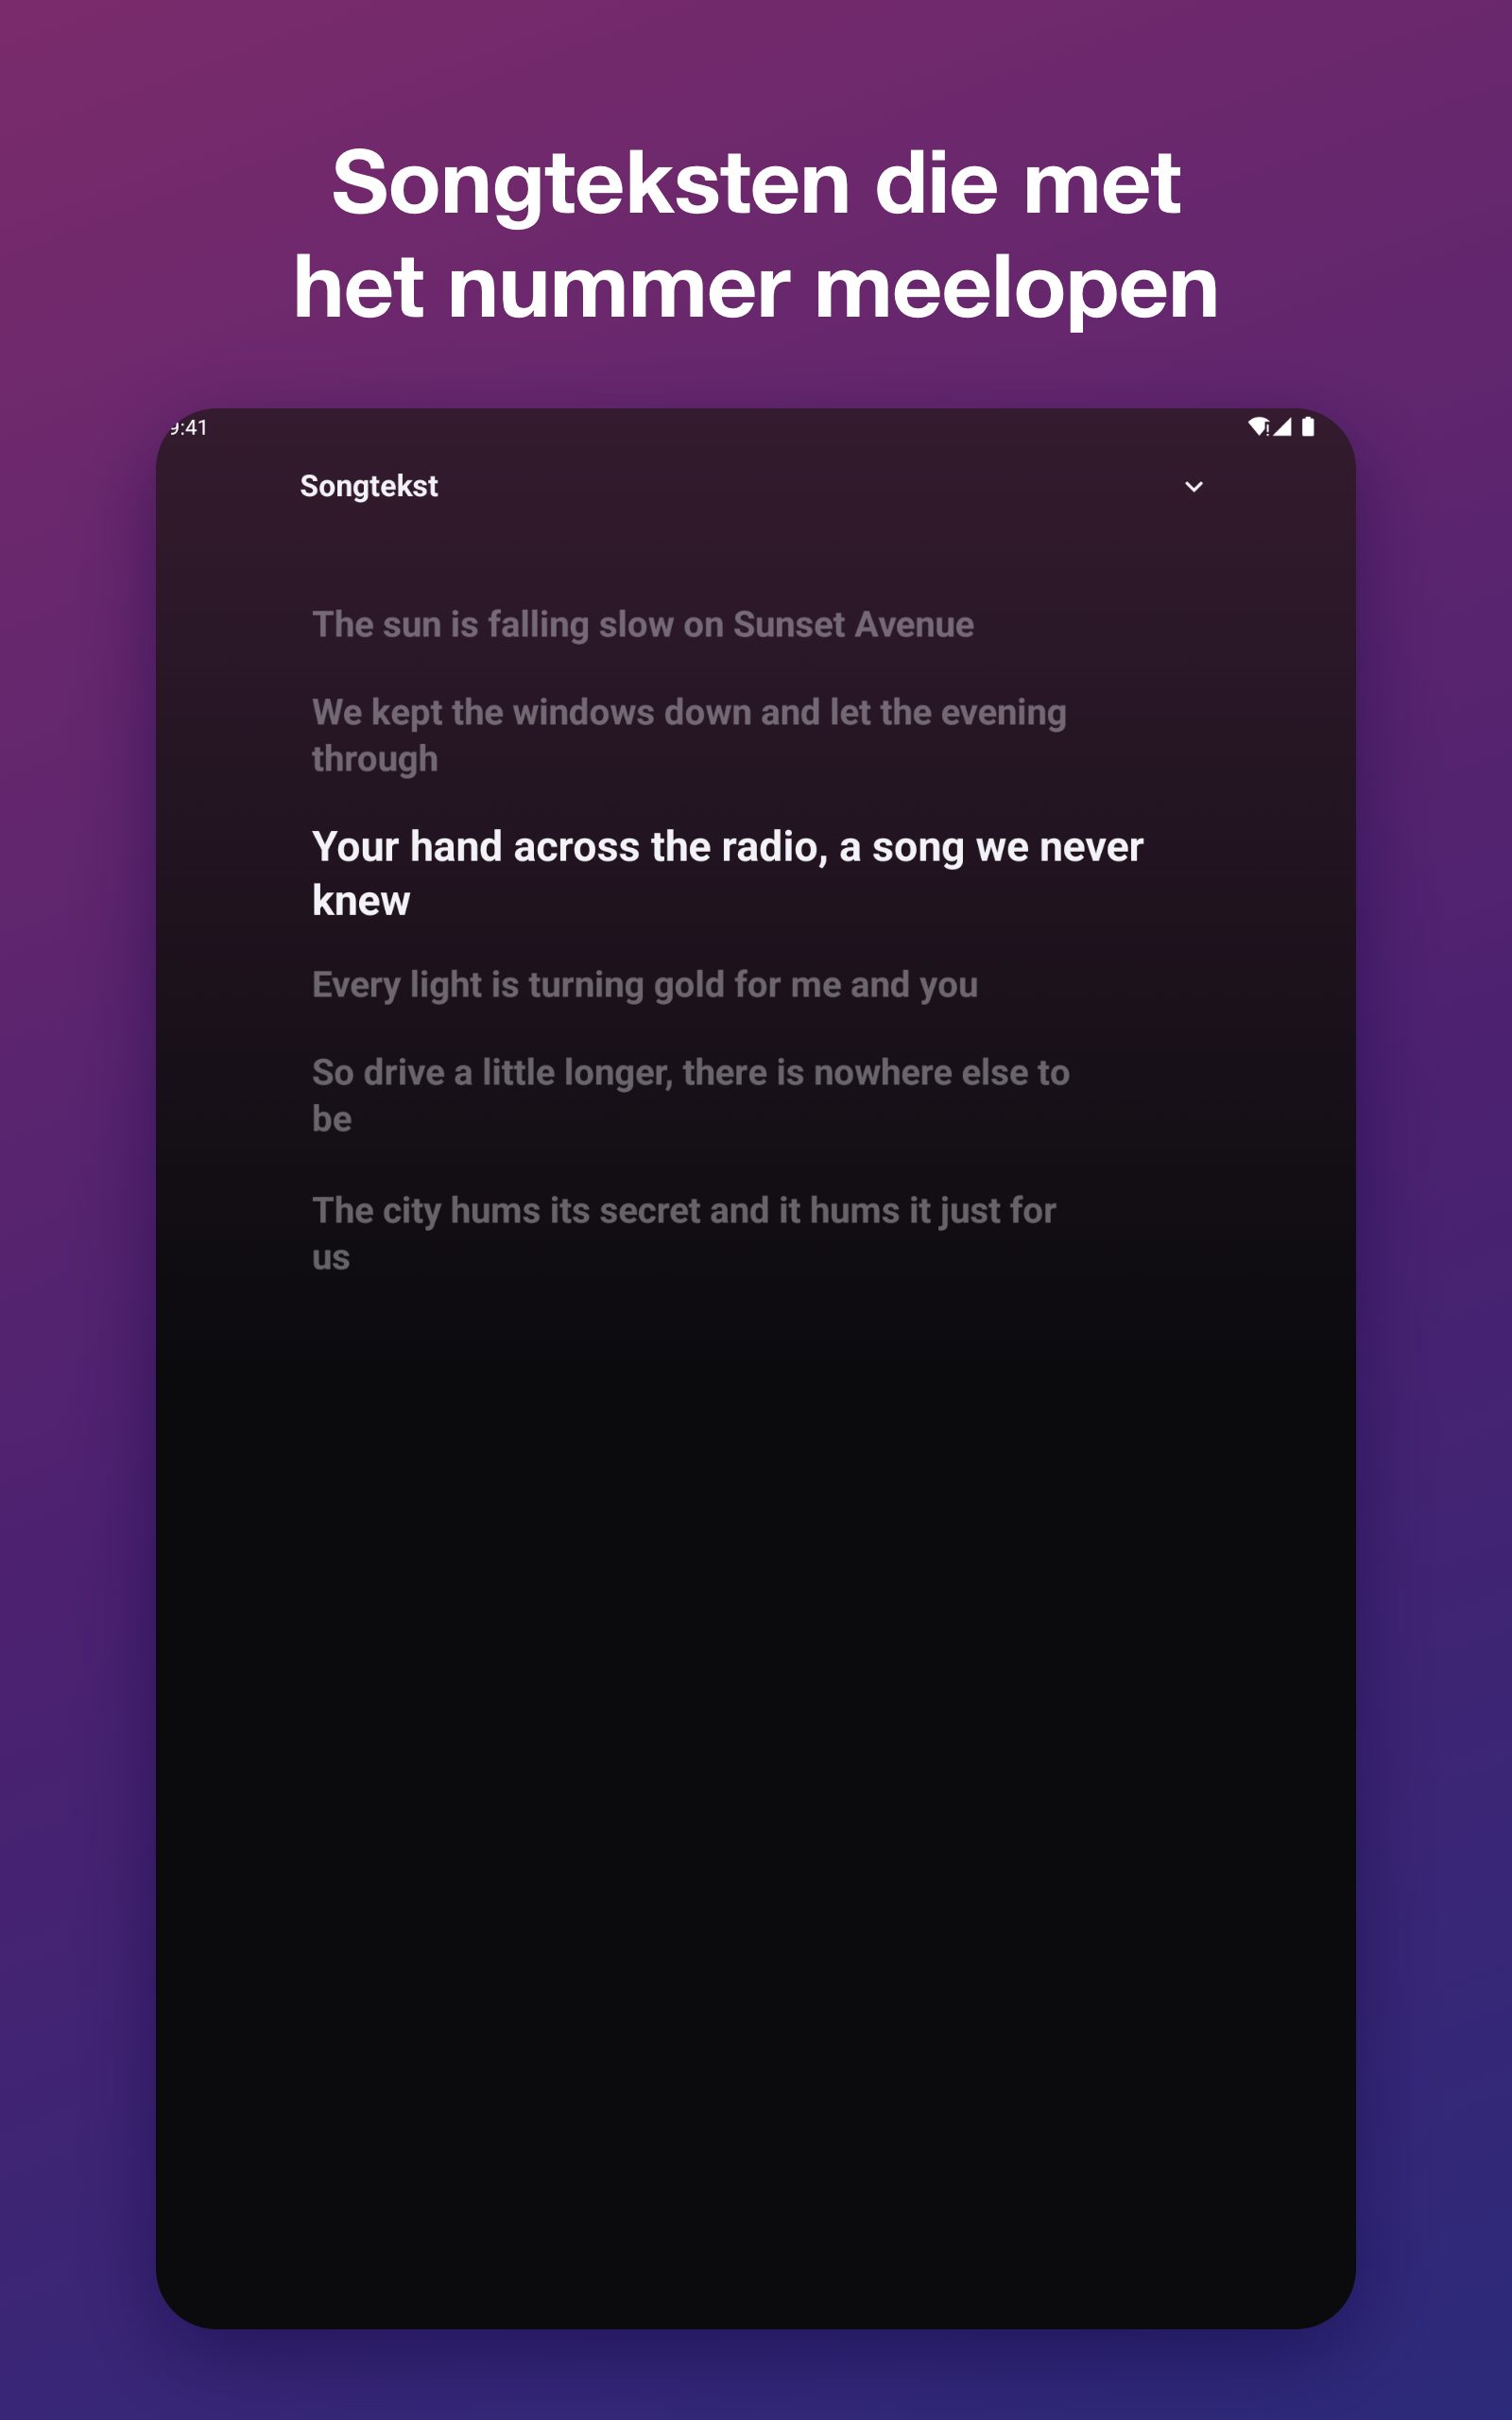 Songteksten die met
het nummer meelopen
9:41
Songtekst
The sun is falling slow on Sunset Avenue
We kept the windows down and let the evening
through
Your hand across the radio, a song we never
knew
Every light is turning gold for me and you
So drive a little longer, there is nowhere else to
be
The city hums its secret and it hums it just for
us